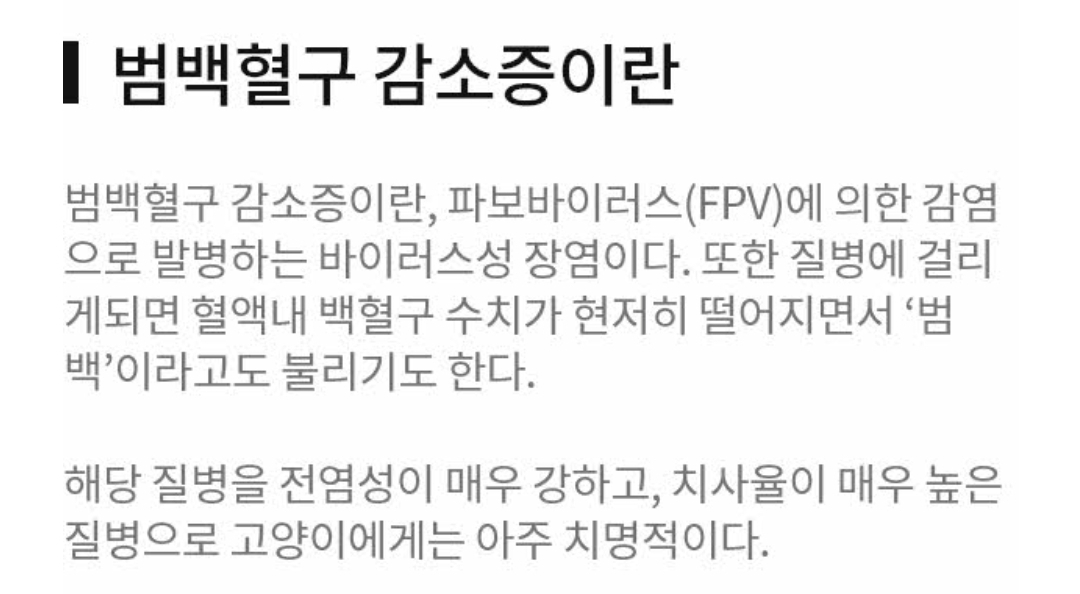 범백혈구 감소증이란
범백혈구 감소증이란, 파보바이러스(FPV)에 의한 감염
으로 발병하는 바이러스성 장염이다. 또한 질병에 걸리
게되면 혈액내 백혈구 수치가 현저히 떨어지면서 ‘범
백’이라고도 불리기도 한다.
해당 질병을 전염성이 매우 강하고, 치사율이 매우 높은
질병으로 고양이에게는 아주 치명적이다.